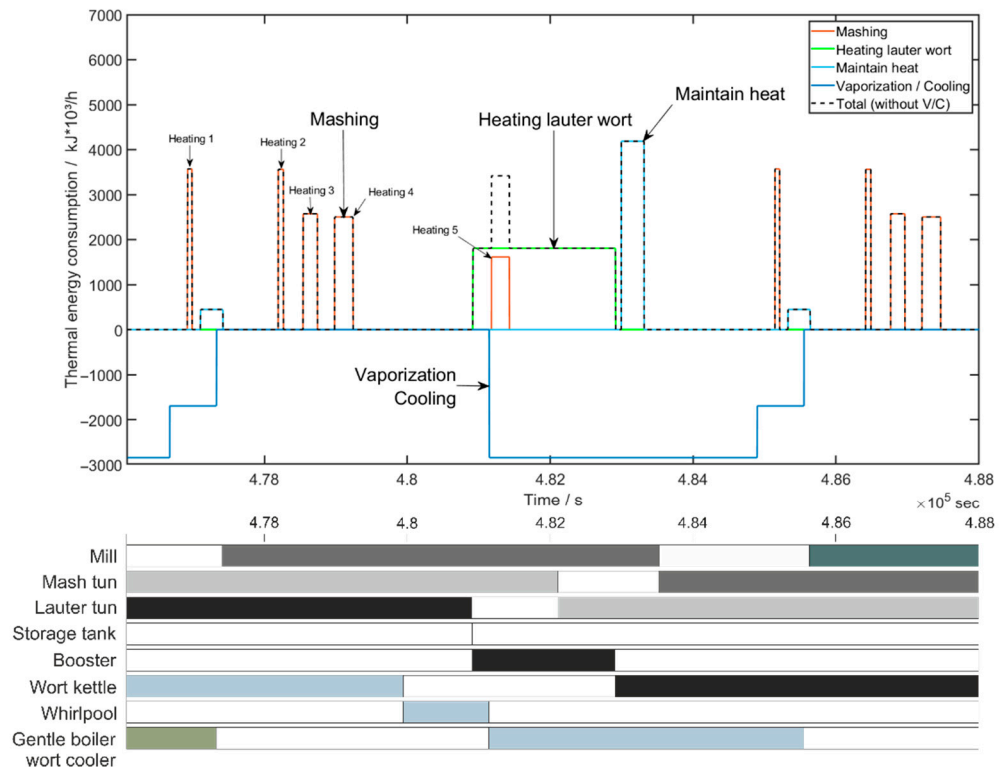 7000
6000
5000
4000
3000
2000
1000
0
−1000
−2000
−3000
Thermal energy consumption / kJ*10³/h
Mashing
Heating lauter wort
Maintain heat
Vaporization / Cooling
Total (without V/C)
Heating 1
Heating 2
Heating 3
Mashing
Heating 4
Heating 5
Heating lauter wort
Maintain heat
Vaporization
Cooling
4.78 4.8 4.82 4.84 4.86 4.88
Time / s
×10⁵ sec
4.78 4.8 4.82 4.84 4.86 4.88
Mill
Mash tun
Lauter tun
Storage tank
Booster
Wort kettle
Whirlpool
Gentle boiler
wort cooler